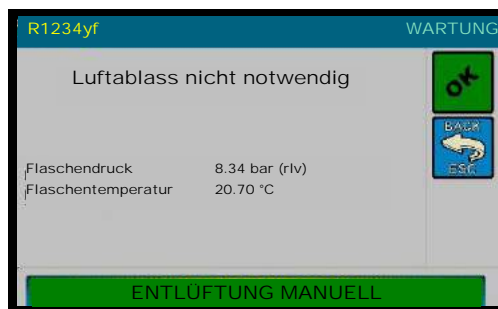 R1234yf WARTUNG
Luftablass nicht notwendig
OK
BACK
ESC
Flaschendruck 8.34 bar (rlv)
Flaschentemperatur 20.70 °C
ENTLÜFTUNG MANUELL